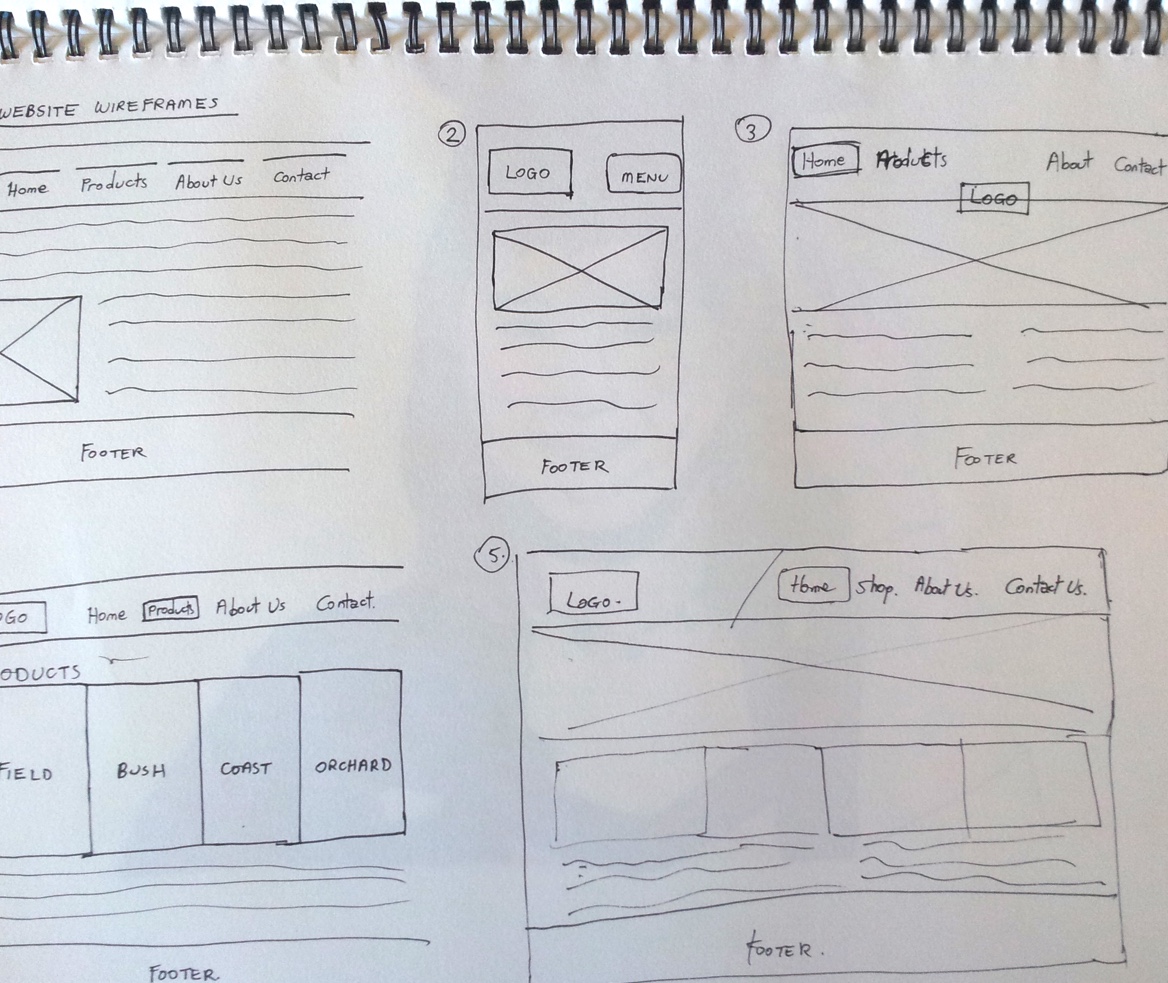 WEBSITE WIREFRAMES
Home Products About Us Contact
FOOTER
2
LOGO MENU
FOOTER
3
Home Products About Contact
LOGO
FOOTER
OGO Home Products About Us Contact.
ODUCTS
FIELD BUSH COAST ORCHARD
FOOTER
5.
LOGO. Home Shop. About Us. Contact Us.
FOOTER.